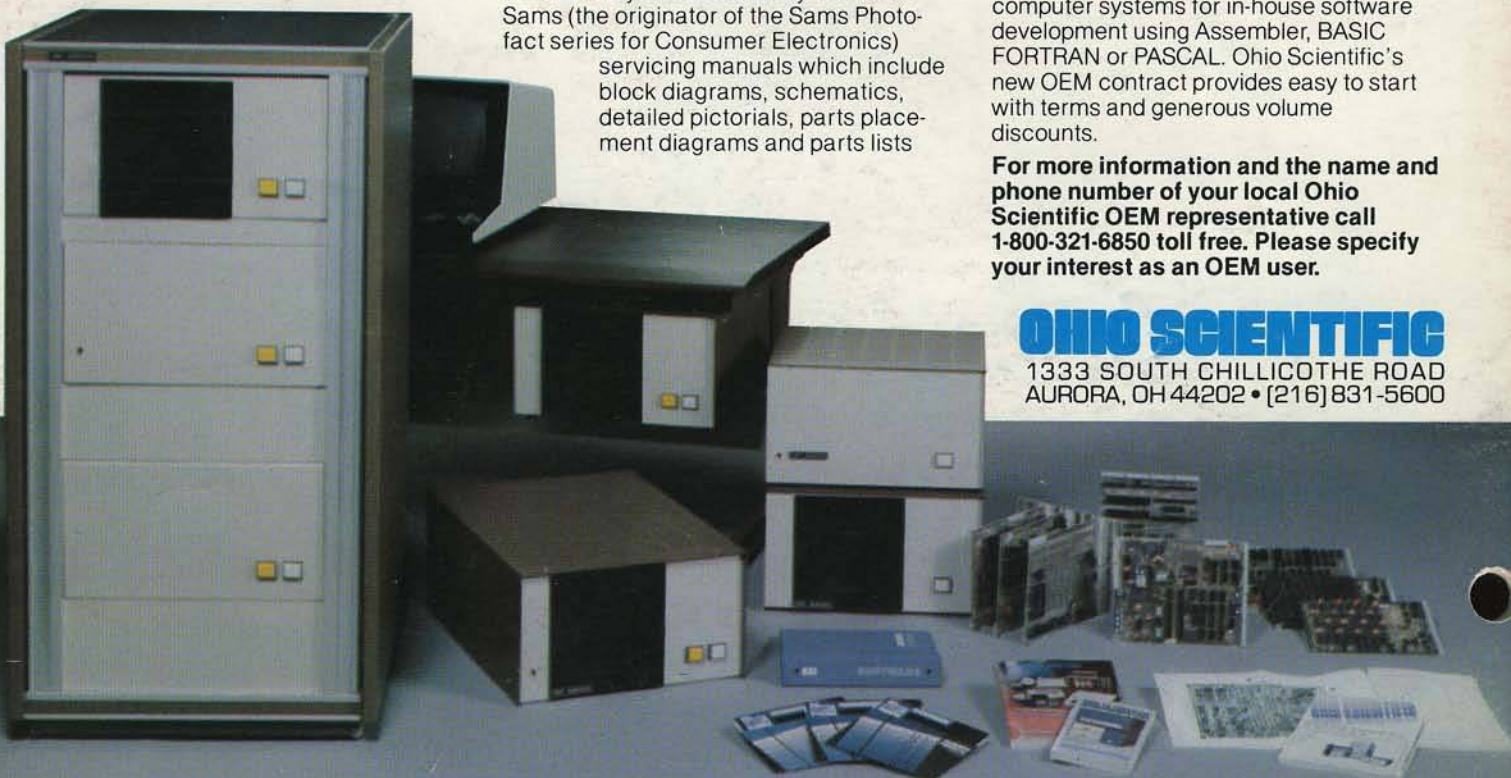 Sams (the originator of the Sams Photo-
fact series for Consumer Electronics)
servicing manuals which include
block diagrams, schematics,
detailed pictorials, parts place-
ment diagrams and parts lists
computer systems for in-house software
development using Assembler, BASIC
FORTRAN or PASCAL. Ohio Scientific's
new OEM contract provides easy to start
with terms and generous volume
discounts.
For more information and the name and
phone number of your local Ohio
Scientific OEM representative call
1-800-321-6850 toll free. Please specify
your interest as an OEM user.
OHIO SCIENTIFIC
1333 SOUTH CHILLICOTHE ROAD
AURORA, OH 44202 • [216] 831-5600